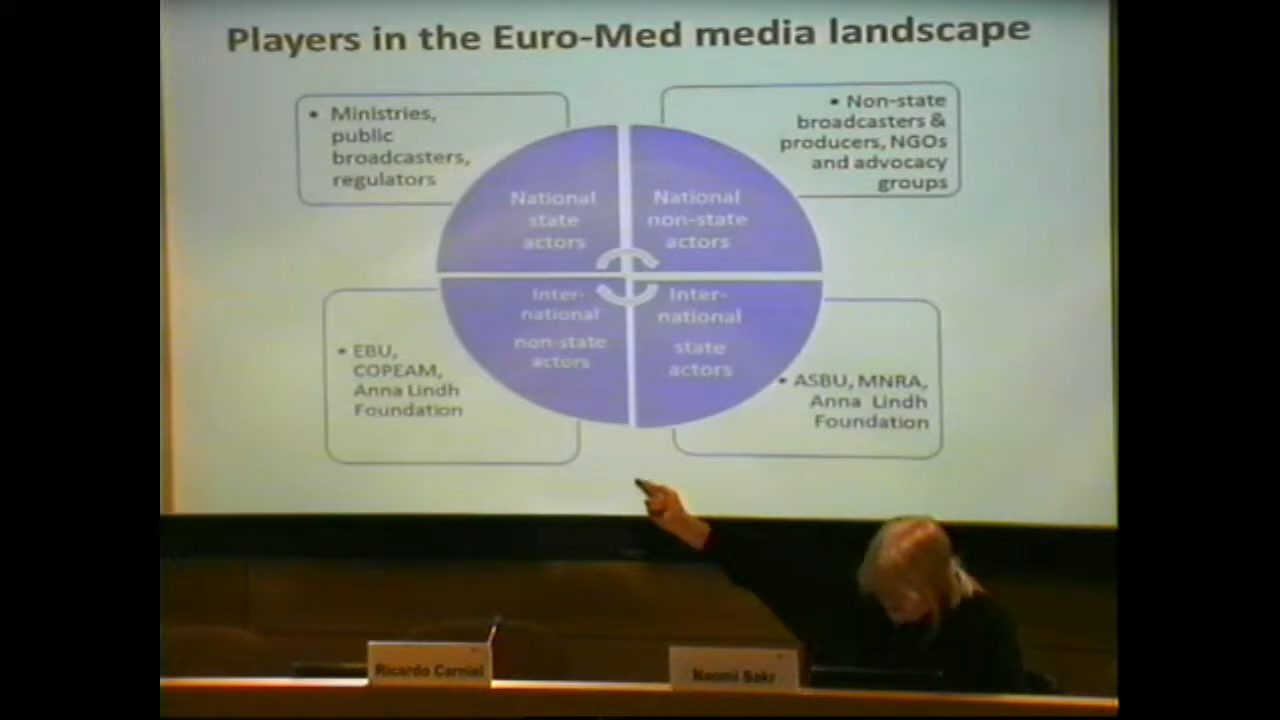 Players in the Euro-Med media landscape
• Ministries,
public
broadcasters,
regulators
• Non-state
broadcasters &
producers, NGOs
and advocacy
groups
National
state
actors
National
non-state
actors
Inter-
national
non-state
actors
Inter-
national
state
actors
• EBU,
COPEAM,
Anna Lindh
Foundation
• ASBU, MNRA,
Anna Lindh
Foundation
Ricardo Carniel
Naomi Sakr